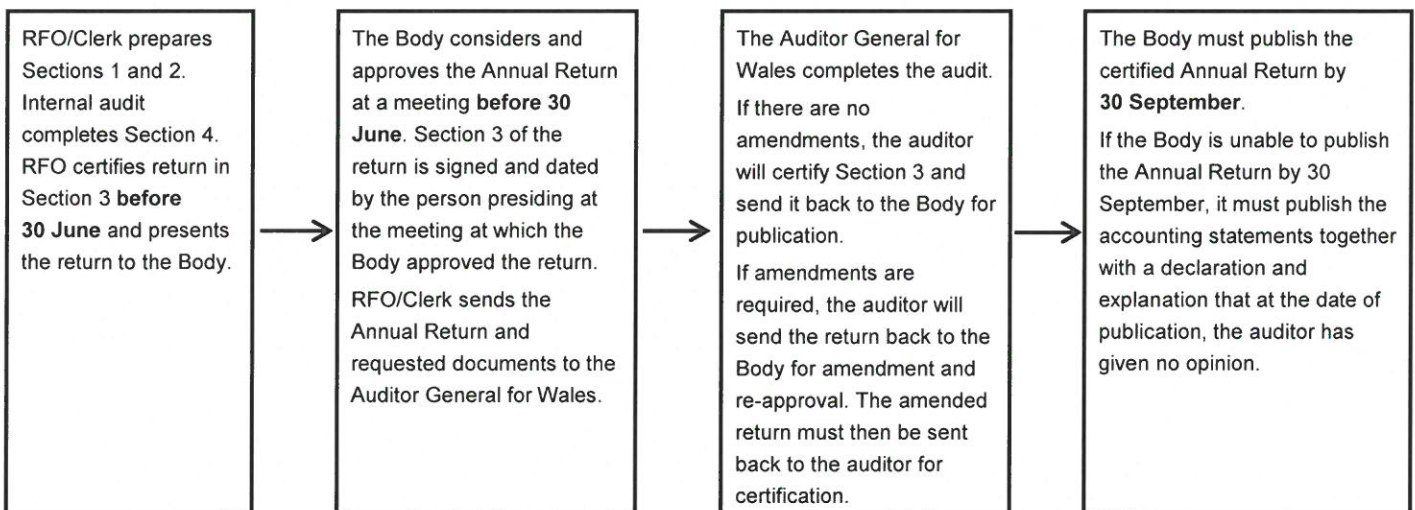 RFO/Clerk prepares
Sections 1 and 2.
Internal audit
completes Section 4.
RFO certifies return in
Section 3 before
30 June and presents
the return to the Body.
The Body considers and
approves the Annual Return
at a meeting before 30
June. Section 3 of the
return is signed and dated
by the person presiding at
the meeting at which the
Body approved the return.
RFO/Clerk sends the
Annual Return and
requested documents to the
Auditor General for Wales.
The Auditor General for
Wales completes the audit.
If there are no
amendments, the auditor
will certify Section 3 and
send it back to the Body for
publication.
If amendments are
required, the auditor will
send the return back to the
Body for amendment and
re-approval. The amended
return must then be sent
back to the auditor for
certification.
The Body must publish the
certified Annual Return by
30 September.
If the Body is unable to publish
the Annual Return by 30
September, it must publish the
accounting statements together
with a declaration and
explanation that at the date of
publication, the auditor has
given no opinion.